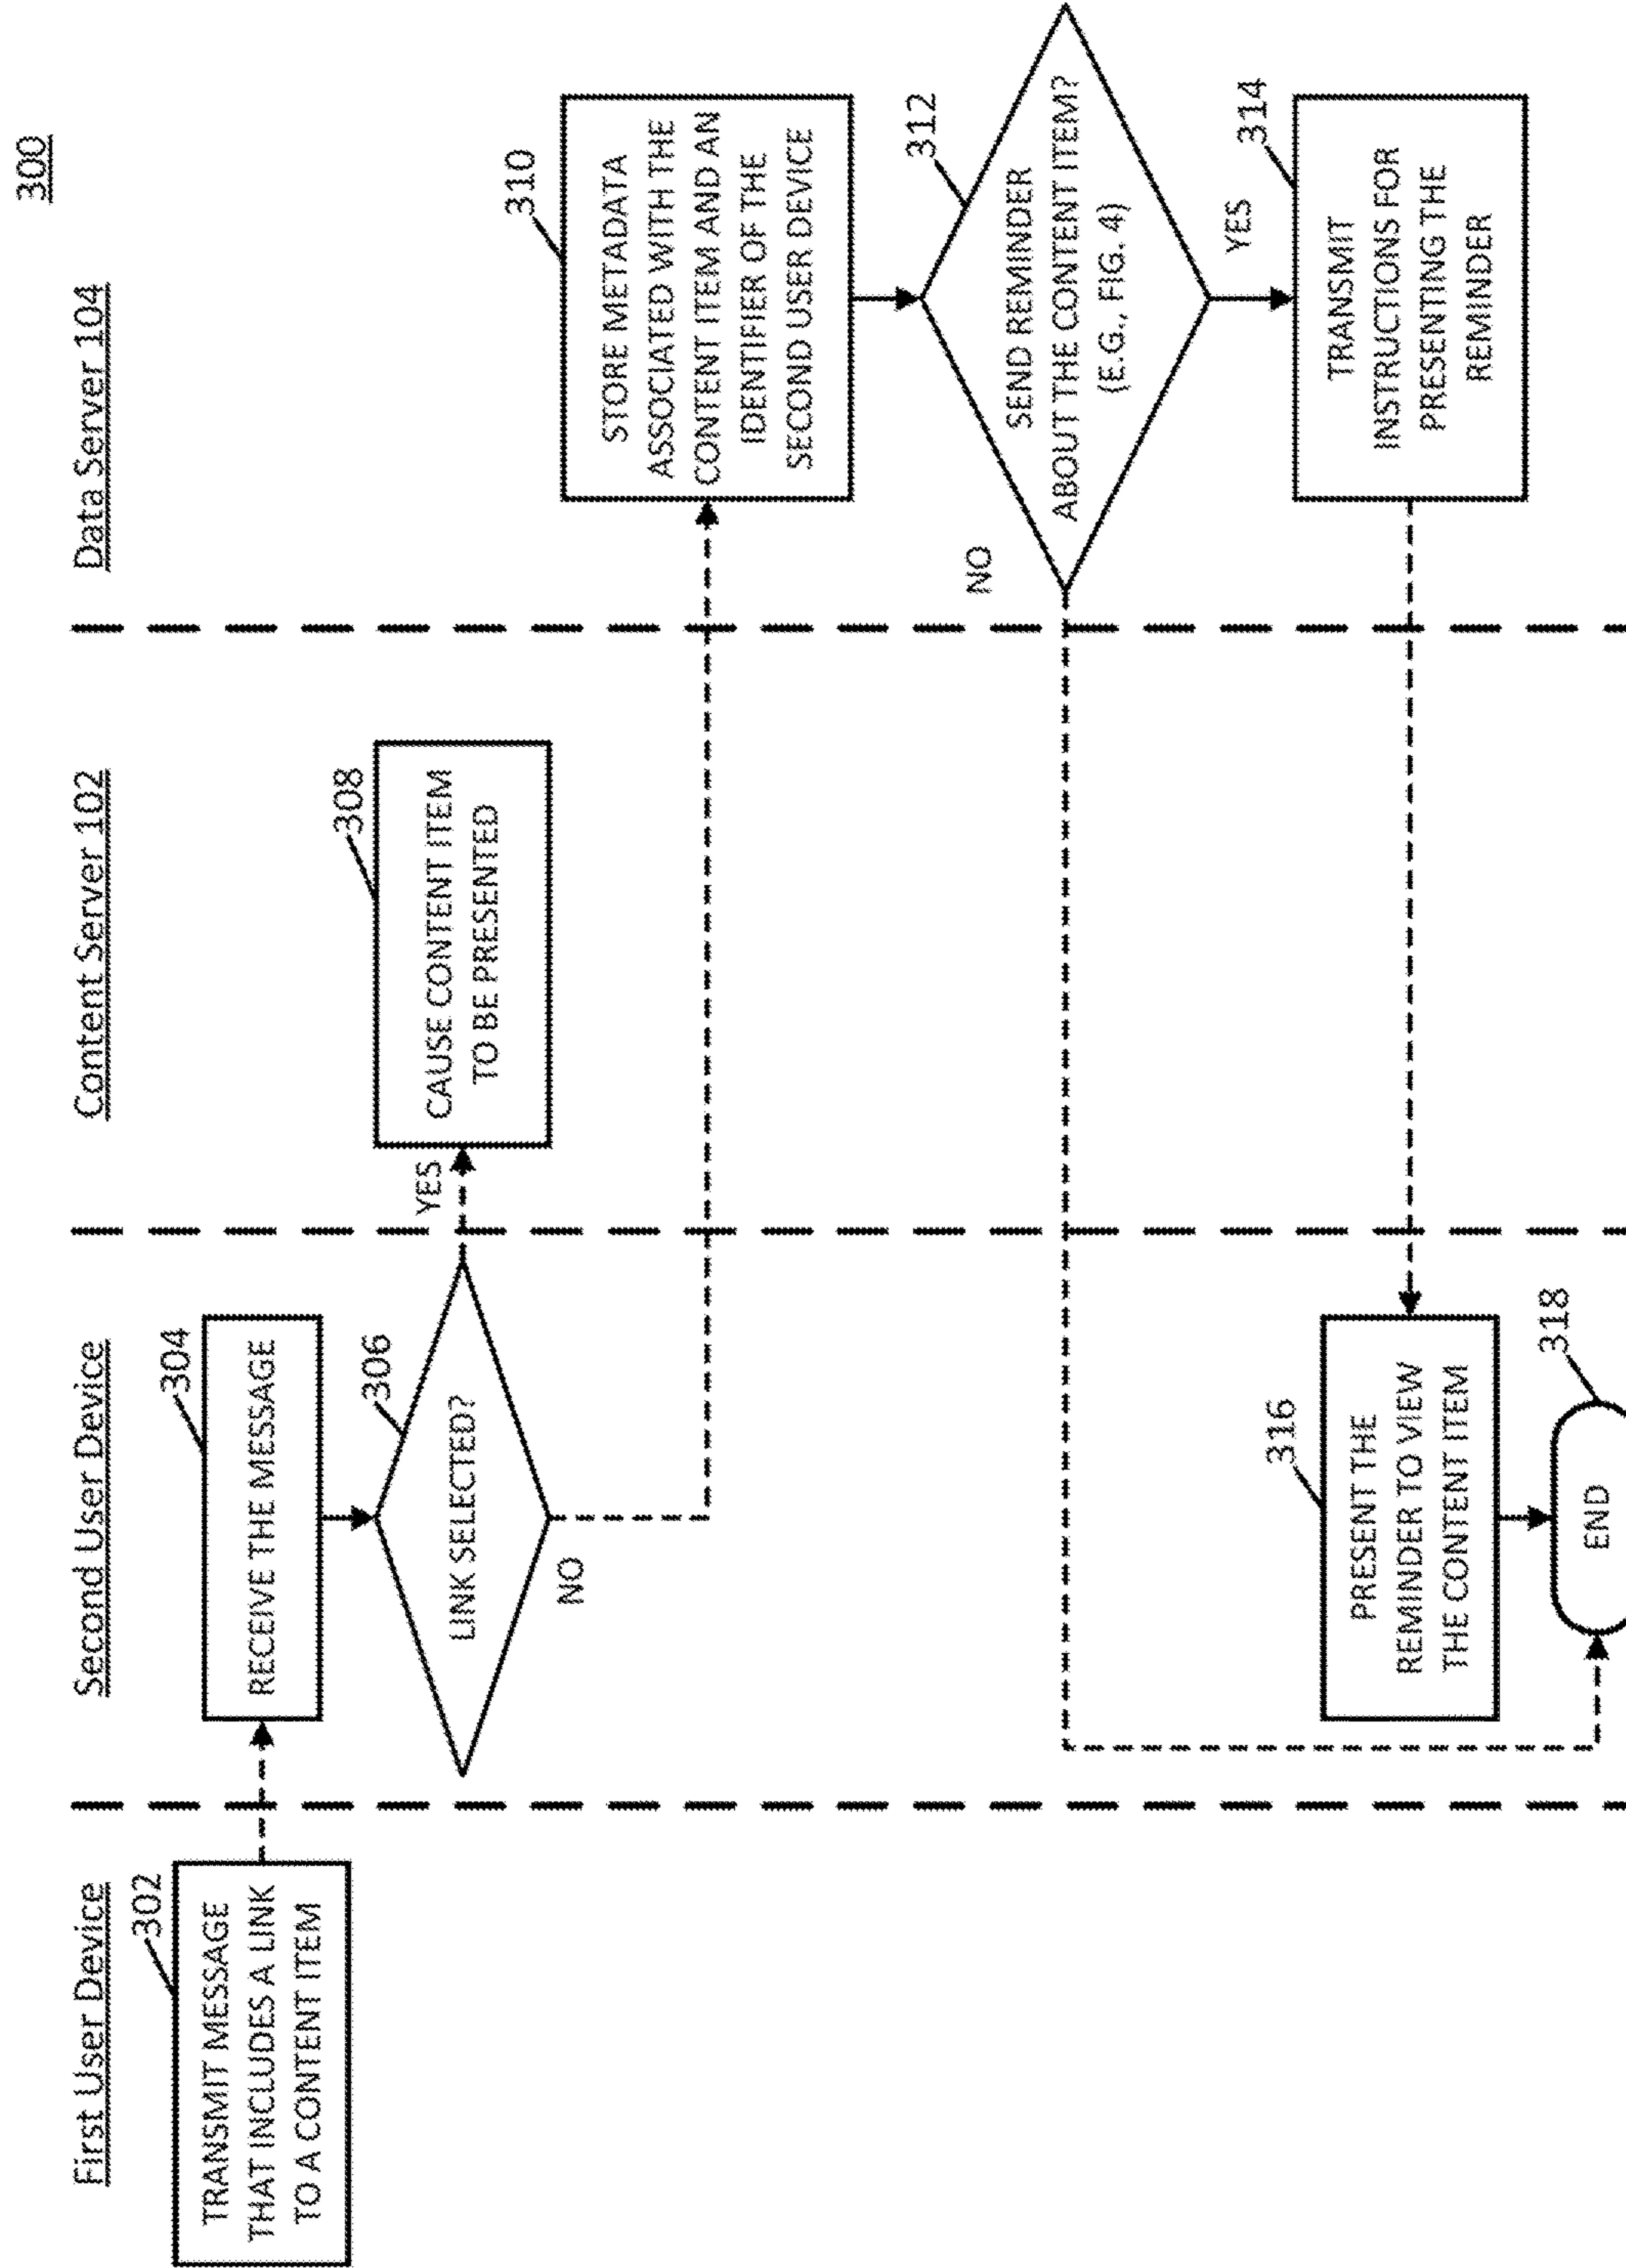 300
First User Device
Second User Device
Content Server 102
Data Server 104
302
TRANSMIT MESSAGE
THAT INCLUDES A LINK
TO A CONTENT ITEM
304
RECEIVE THE MESSAGE
306
LINK SELECTED?
YES
NO
308
CAUSE CONTENT ITEM
TO BE PRESENTED
310
STORE METADATA
ASSOCIATED WITH THE
CONTENT ITEM AND AN
IDENTIFIER OF THE
SECOND USER DEVICE
312
SEND REMINDER
ABOUT THE CONTENT ITEM?
(E.G., FIG. 4)
NO
YES
314
TRANSMIT
INSTRUCTIONS FOR
PRESENTING THE
REMINDER
316
PRESENT THE
REMINDER TO VIEW
THE CONTENT ITEM
318
END